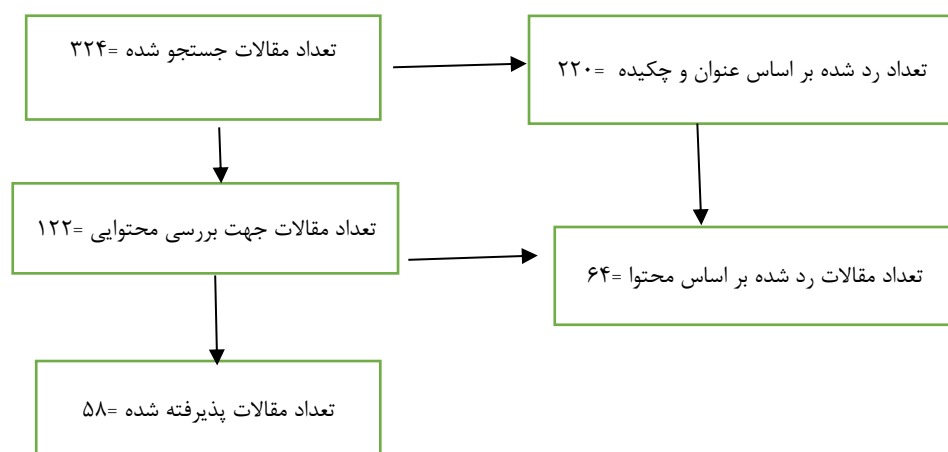 تعداد مقالات جستجو شده =۳۲۴
تعداد رد شده بر اساس عنوان و چکیده =۲۲۰
تعداد مقالات جهت بررسی محتوایی =۱۲۲
تعداد مقالات رد شده بر اساس محتوا =۶۴
تعداد مقالات پذیرفته شده =۵۸